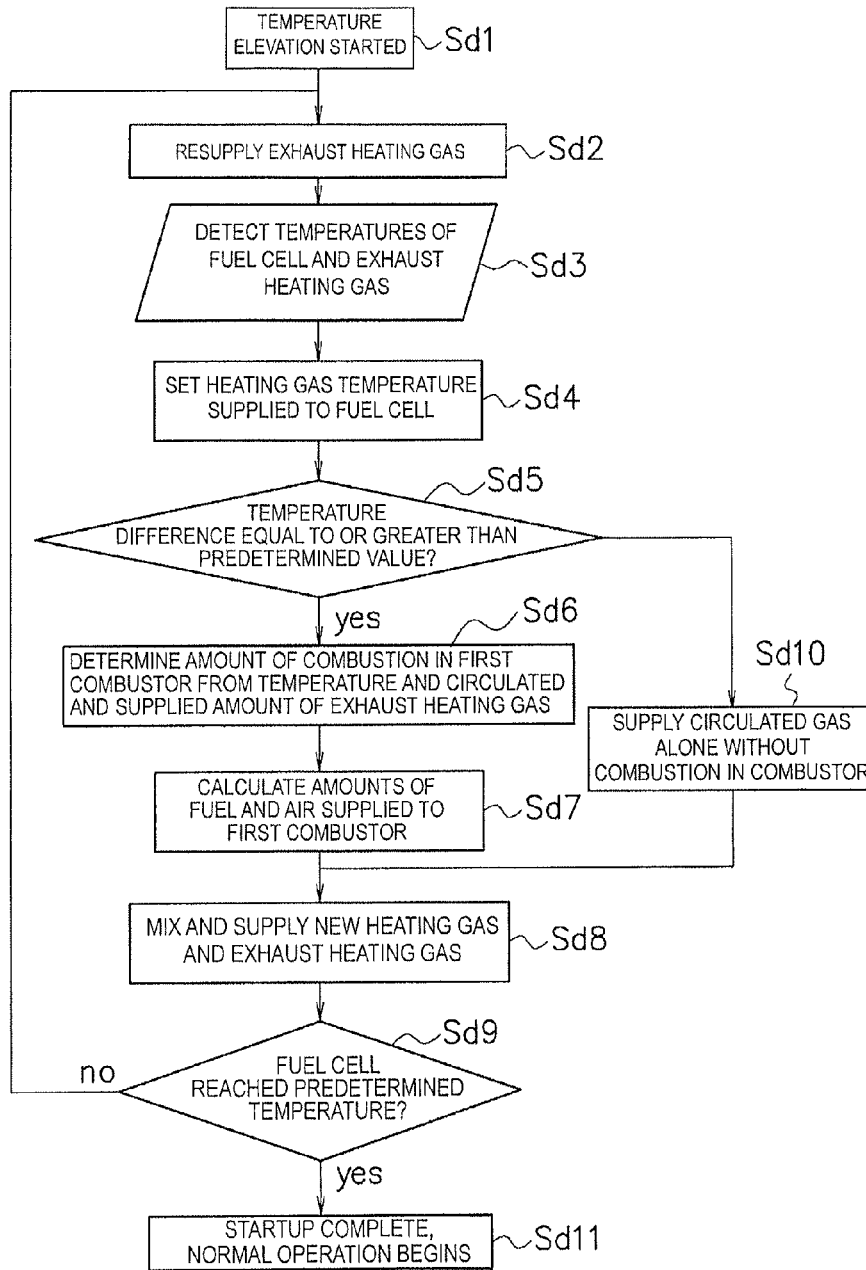 TEMPERATURE
ELEVATION STARTED
Sd1
RESUPPLY EXHAUST HEATING GAS
Sd2
DETECT TEMPERATURES OF
FUEL CELL AND EXHAUST
HEATING GAS
Sd3
SET HEATING GAS TEMPERATURE
SUPPLIED TO FUEL CELL
Sd4
Sd5
TEMPERATURE
DIFFERENCE EQUAL TO OR GREATER THAN
PREDETERMINED VALUE?
yes
Sd6
DETERMINE AMOUNT OF COMBUSTION IN FIRST
COMBUSTOR FROM TEMPERATURE AND CIRCULATED
AND SUPPLIED AMOUNT OF EXHAUST HEATING GAS
Sd10
SUPPLY CIRCULATED GAS
ALONE WITHOUT
COMBUSTION IN COMBUSTOR
CALCULATE AMOUNTS OF
FUEL AND AIR SUPPLIED TO
FIRST COMBUSTOR
Sd7
MIX AND SUPPLY NEW HEATING GAS
AND EXHAUST HEATING GAS
Sd8
Sd9
FUEL CELL
REACHED PREDETERMINED
TEMPERATURE?
no
yes
STARTUP COMPLETE,
NORMAL OPERATION BEGINS
Sd11